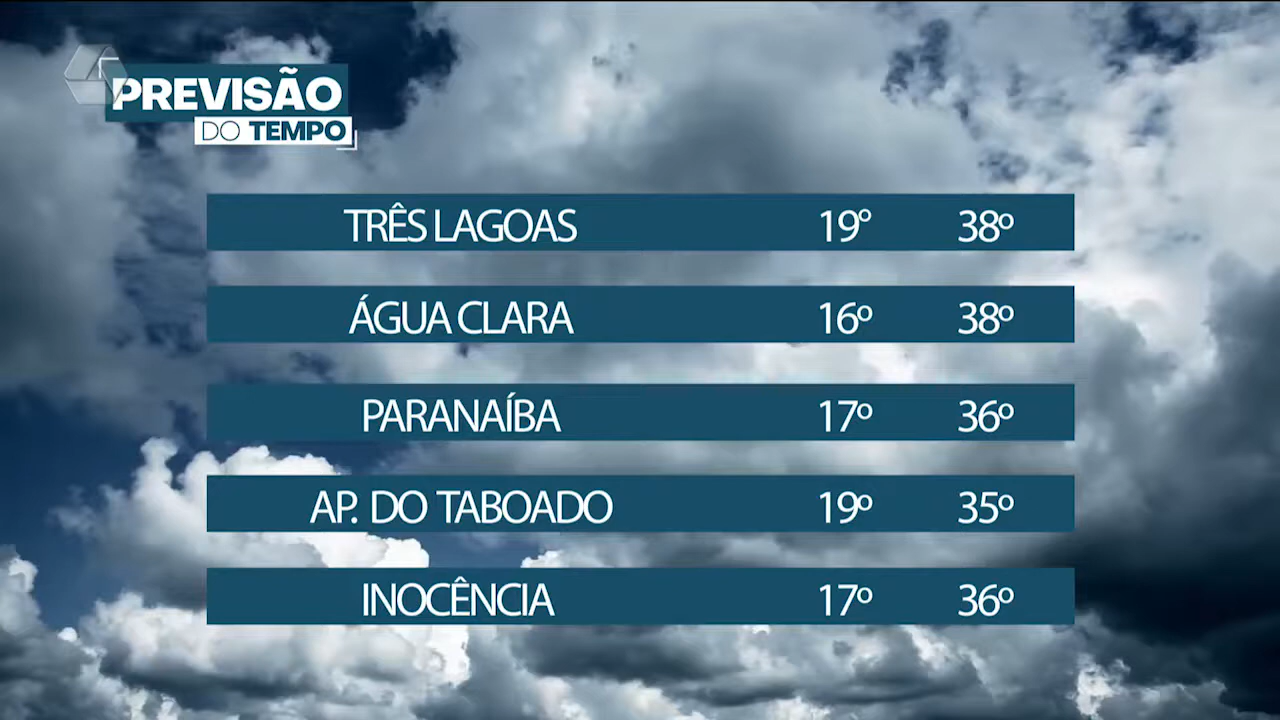 PREVISÃO
DO TEMPO
TRÊS LAGOAS 19° 38º
ÁGUA CLARA 16º 38º
PARANAÍBA 17º 36º
AP. DO TABOADO 19º 35º
INOCÊNCIA 17º 36º